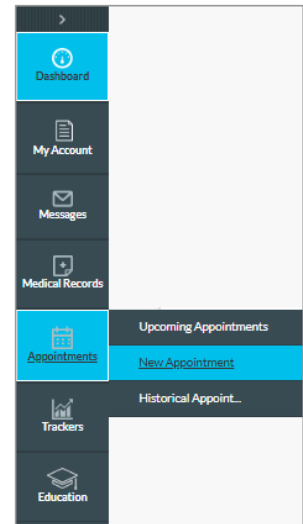 Dashboard
My Account
Messages
Medical Records
Appointments
Upcoming Appointments
New Appointment
Historical Appoint...
Trackers
Education